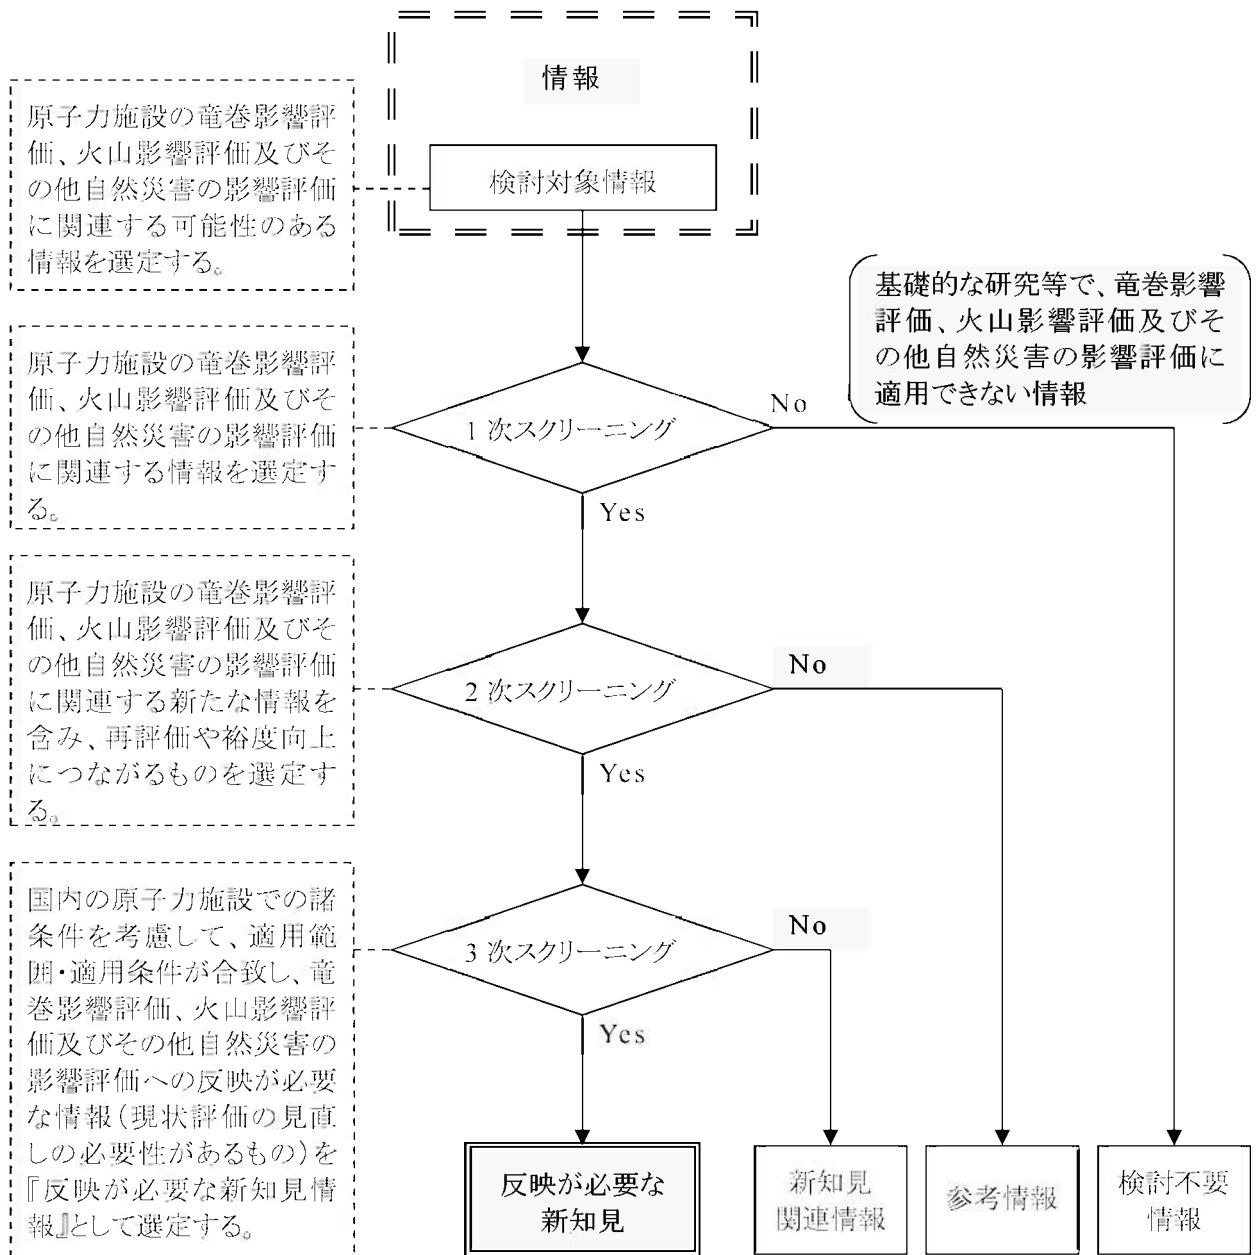 情報
検討対象情報
原子力施設の竜巻影響評
価、火山影響評価及びそ
の他自然災害の影響評価
に関連する可能性のある
情報を選定する。
基礎的な研究等で、竜巻影響
評価、火山影響評価及びそ
の他自然災害の影響評価に
適用できない情報
原子力施設の竜巻影響評
価、火山影響評価及びそ
の他自然災害の影響評価
に関連する情報を選定す
る。
1 次スクリーニング
No
Yes
原子力施設の竜巻影響評
価、火山影響評価及びそ
の他自然災害の影響評価
に関連する新たな情報を
含み、再評価や裕度向上
につながるものを選定す
る。
2 次スクリーニング
No
Yes
国内の原子力施設での諸
条件を考慮して、適用範
囲・適用条件が合致し、竜
巻影響評価、火山影響評
価及びその他自然災害の
影響評価への反映が必要
な情報(現状評価の見直
しの必要性があるもの)を
『反映が必要な新知見情
報』として選定する。
3 次スクリーニング
No
Yes
反映が必要な
新知見
新知見
関連情報
参考情報
検討不要
情報